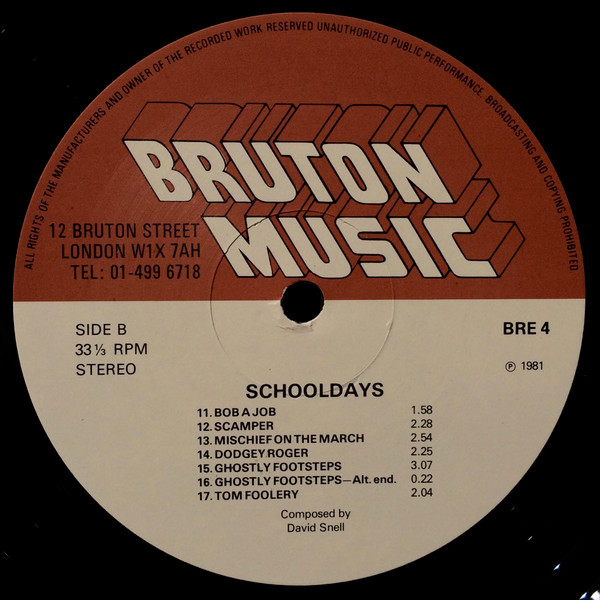 ALL RIGHTS OF THE MANUFACTURERS AND OWNER OF THE RECORDED WORK RESERVED UNAUTHORIZED PUBLIC PERFORMANCE, BROADCASTING AND COPYING PROHIBITED
BRUTON
MUSIC
12 BRUTON STREET
LONDON W1X 7AH
TEL: 01-499 6718
SIDE B
33⅓ RPM
STEREO
BRE 4
℗ 1981
SCHOOLDAYS
11. BOB A JOB 1.58
12. SCAMPER 2.28
13. MISCHIEF ON THE MARCH 2.54
14. DODGEY ROGER 2.25
15. GHOSTLY FOOTSTEPS 3.07
16. GHOSTLY FOOTSTEPS—Alt. end. 0.22
17. TOM FOOLERY 2.04
Composed by
David Snell